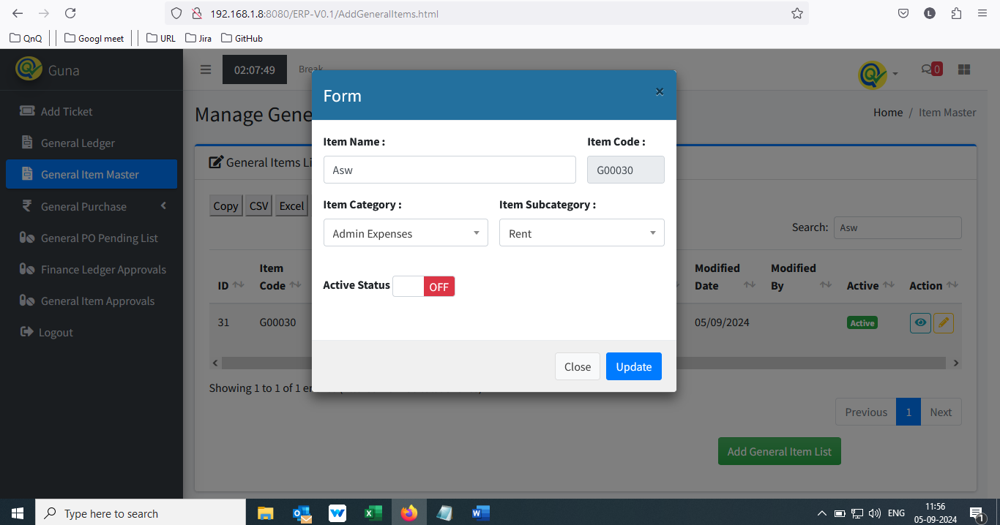 192.168.1.8:8080/ERP-V0.1/AddGeneralItems.html
L
QnQ
Googl meet
URL
Jira
GitHub
Guna
02:07:49
Break
0
Add Ticket
General Ledger
General Item Master
General Purchase
General PO Pending List
Finance Ledger Approvals
General Item Approvals
Logout
Manage Gene
Home / Item Master
General Items Li
Copy
CSV
Excel
Search:
Asw
ID
Item Code
Modified Date
Modified By
Active
Action
31
G00030
05/09/2024
Active
Showing 1 to 1 of 1 e
Previous
1
Next
Add General Item List
Form
×
Item Name :
Item Code :
Asw
G00030
Item Category :
Item Subcategory :
Admin Expenses
Rent
Active Status
OFF
Close
Update
Type here to search
ENG
11:56
05-09-2024
1